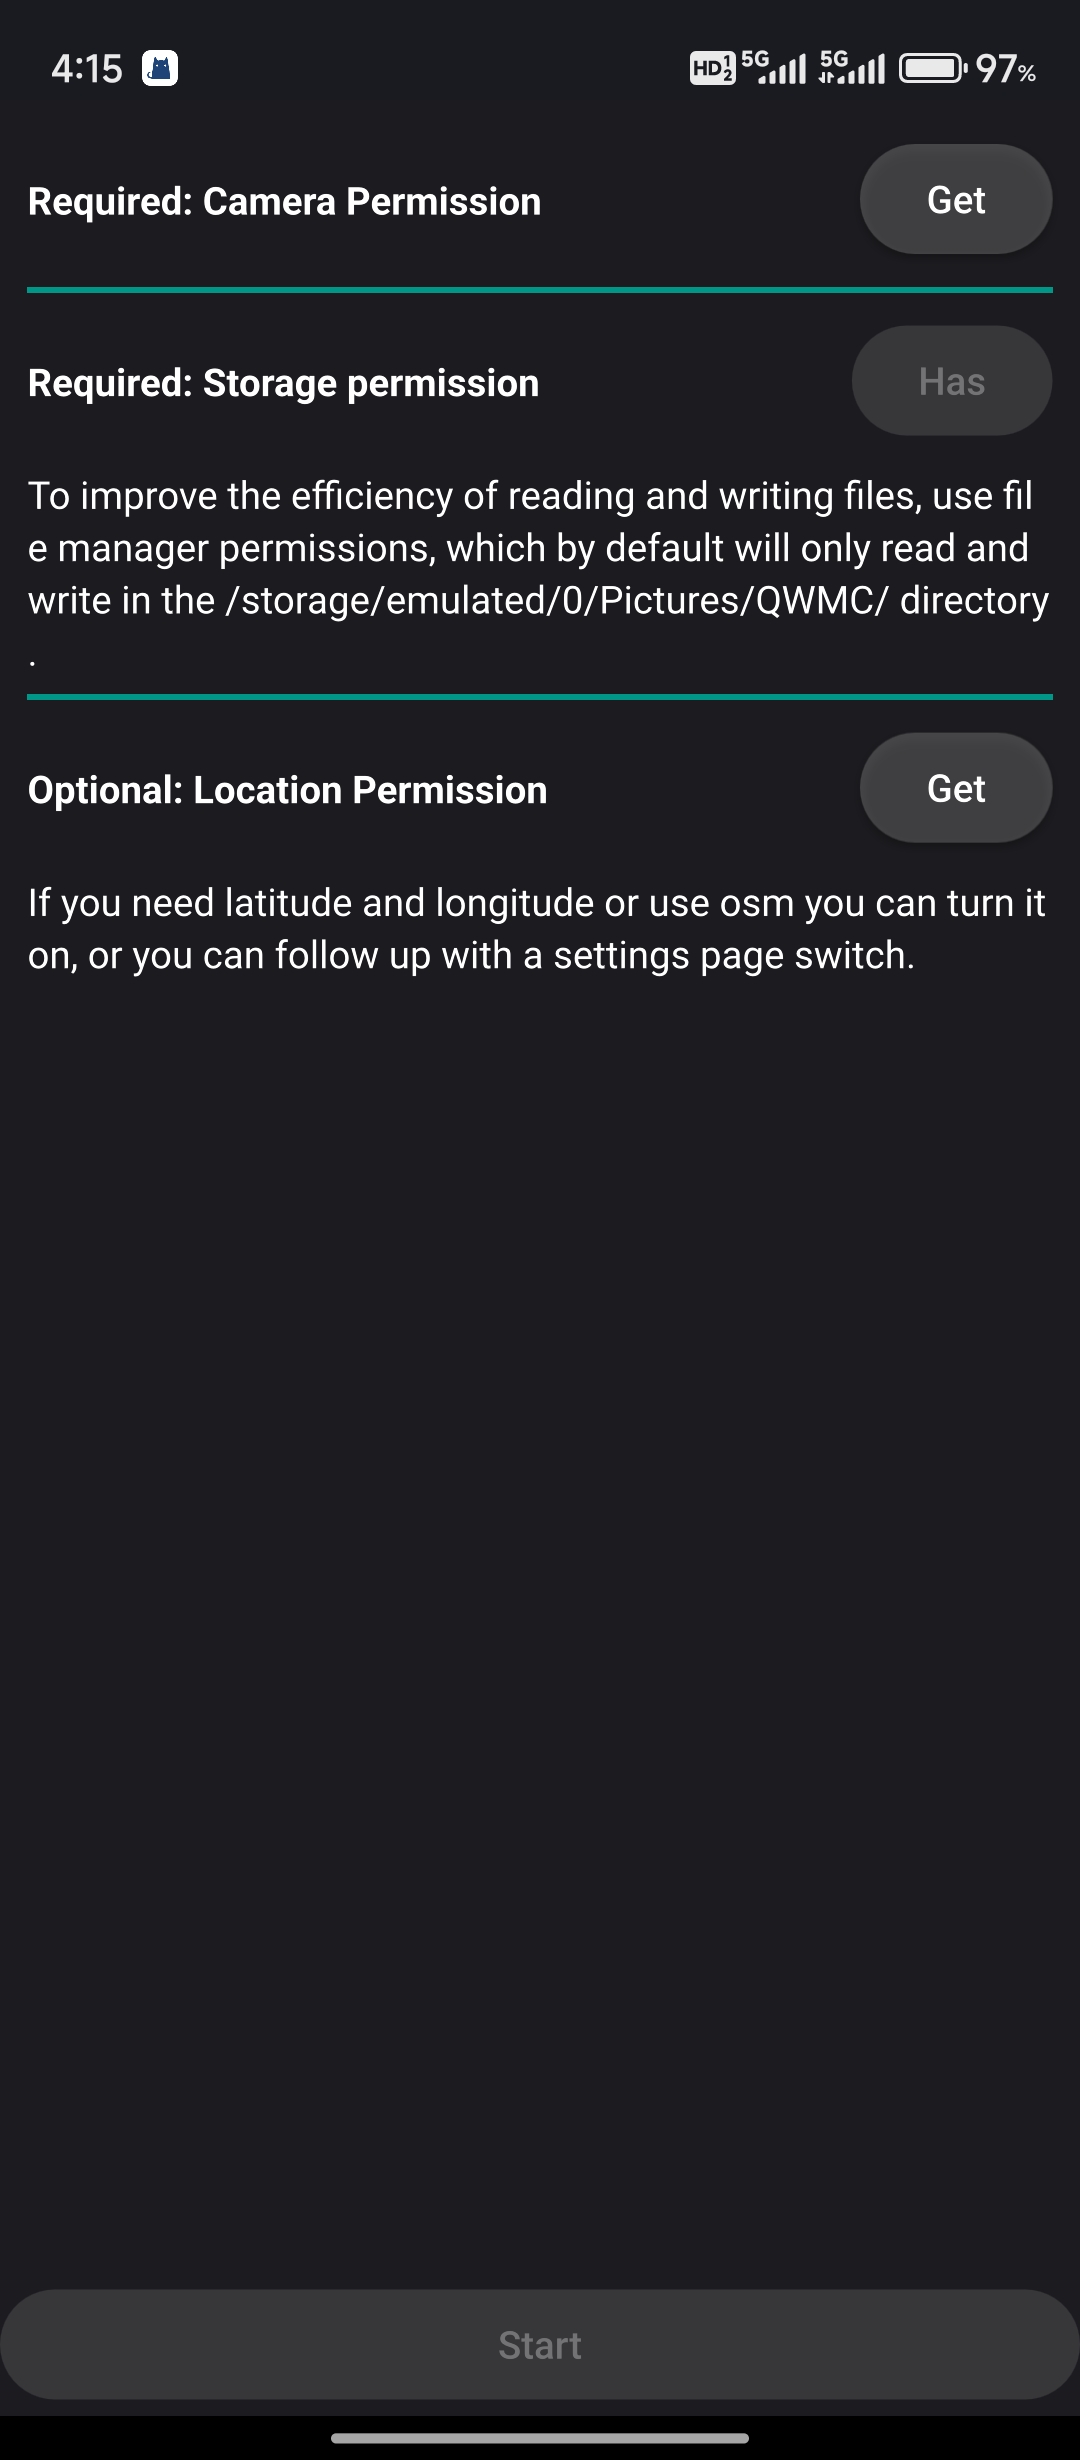 4:15
HD 1 2 5G 5G 97%
Required: Camera Permission
Get
Required: Storage permission
Has
To improve the efficiency of reading and writing files, use fil
e manager permissions, which by default will only read and
write in the /storage/emulated/0/Pictures/QWMC/ directory
.
Optional: Location Permission
Get
If you need latitude and longitude or use osm you can turn it
on, or you can follow up with a settings page switch.
Start